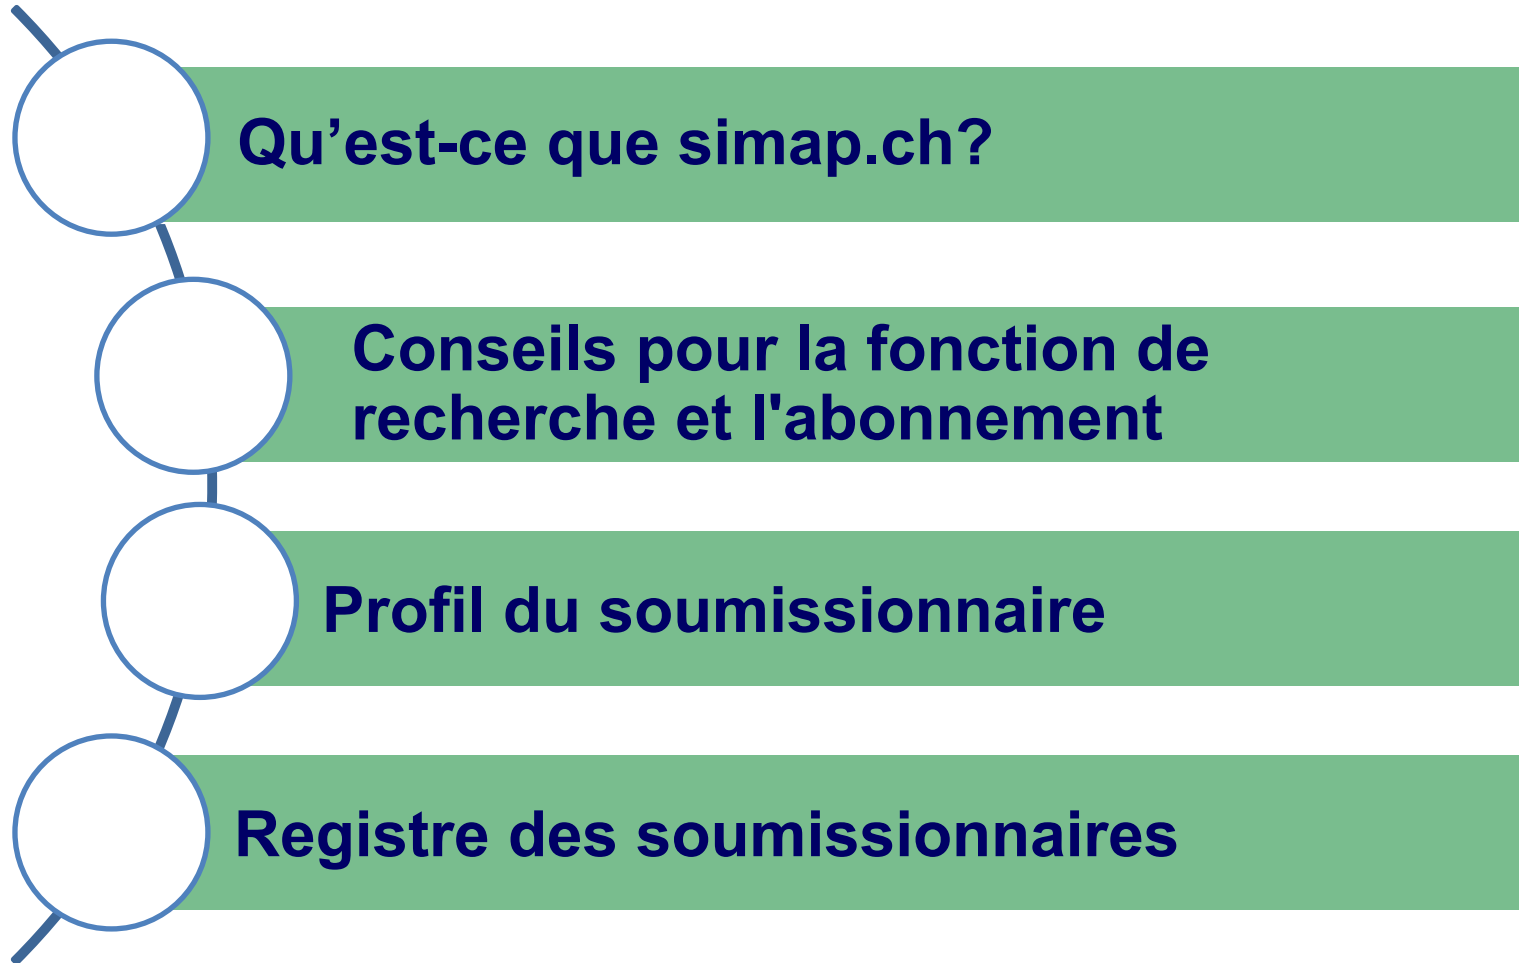 Qu’est-ce que simap.ch?
Conseils pour la fonction de
recherche et l'abonnement
Profil du soumissionnaire
Registre des soumissionnaires